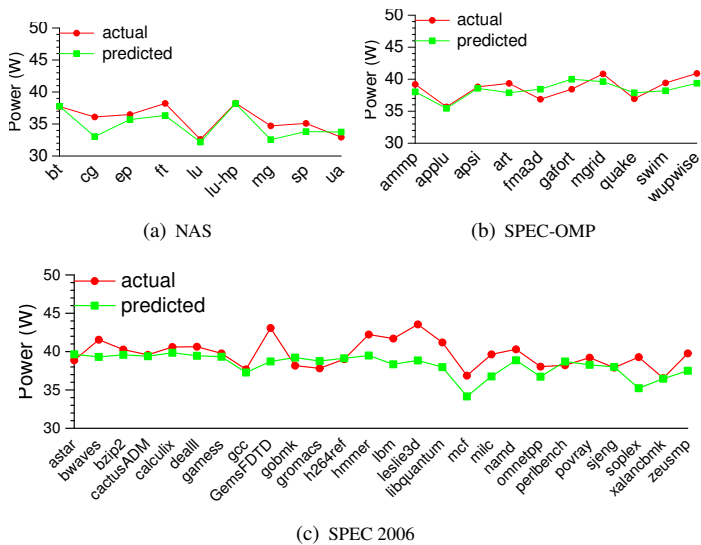 50
45
40
35
30
Power (W)
actual
predicted
bt
cg
ep
ft
lu
lu-hp
mg
sp
ua
(a) NAS
50
45
40
35
30
Power (W)
actual
predicted
ammp
applu
apsi
art
fma3d
gafort
mgrid
quake
swim
wupwise
(b) SPEC-OMP
50
45
40
35
30
Power (W)
actual
predicted
astar
bwaves
bzip2
cactusADM
calculix
dealII
gamess
gcc
GemsFDTD
gobmk
gromacs
h264ref
hmmer
lbm
leslie3d
libquantum
mcf
milc
namd
omnetpp
perlbench
povray
sjeng
soplex
xalancbmk
zeusmp
(c) SPEC 2006